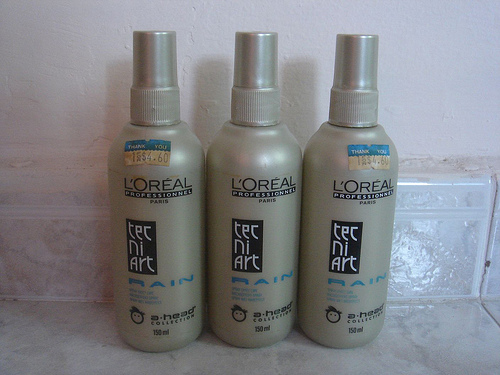 THANK YOU
L'ORÉAL
PROFESSIONNEL
PARIS
tec
ni
art
RAIN
a·head
COLLECTION
150 ml
L'ORÉAL
PROFESSIONNEL
PARIS
tec
ni
art
RAIN
a·head
COLLECTION
150 ml
THANK YOU
L'ORÉAL
PROFESSIONNEL
PARIS
tec
ni
art
RAIN
a·head
COLLECTION
150 ml